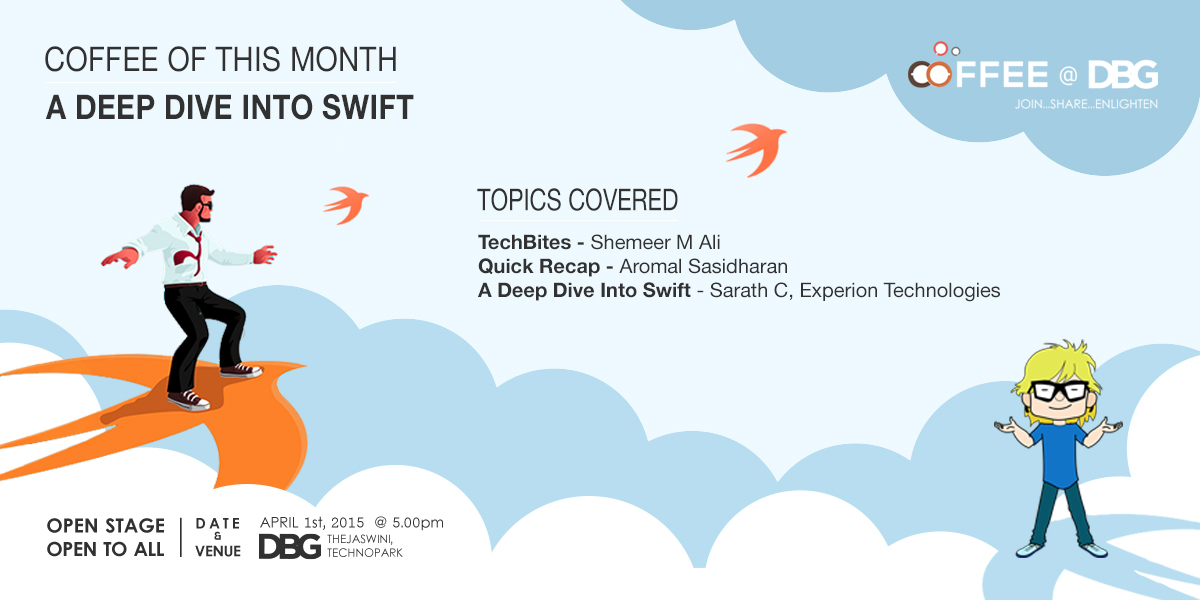 COFFEE OF THIS MONTH
A DEEP DIVE INTO SWIFT
COFFEE @ DBG
JOIN...SHARE...ENLIGHTEN
TOPICS COVERED
TechBites - Shemeer M Ali
Quick Recap - Aromal Sasidharan
A Deep Dive Into Swift - Sarath C, Experion Technologies
OPEN STAGE
OPEN TO ALL
DATE
&
VENUE
APRIL 1st, 2015 @ 5.00pm
DBG
THEJASWINI,
TECHNOPARK